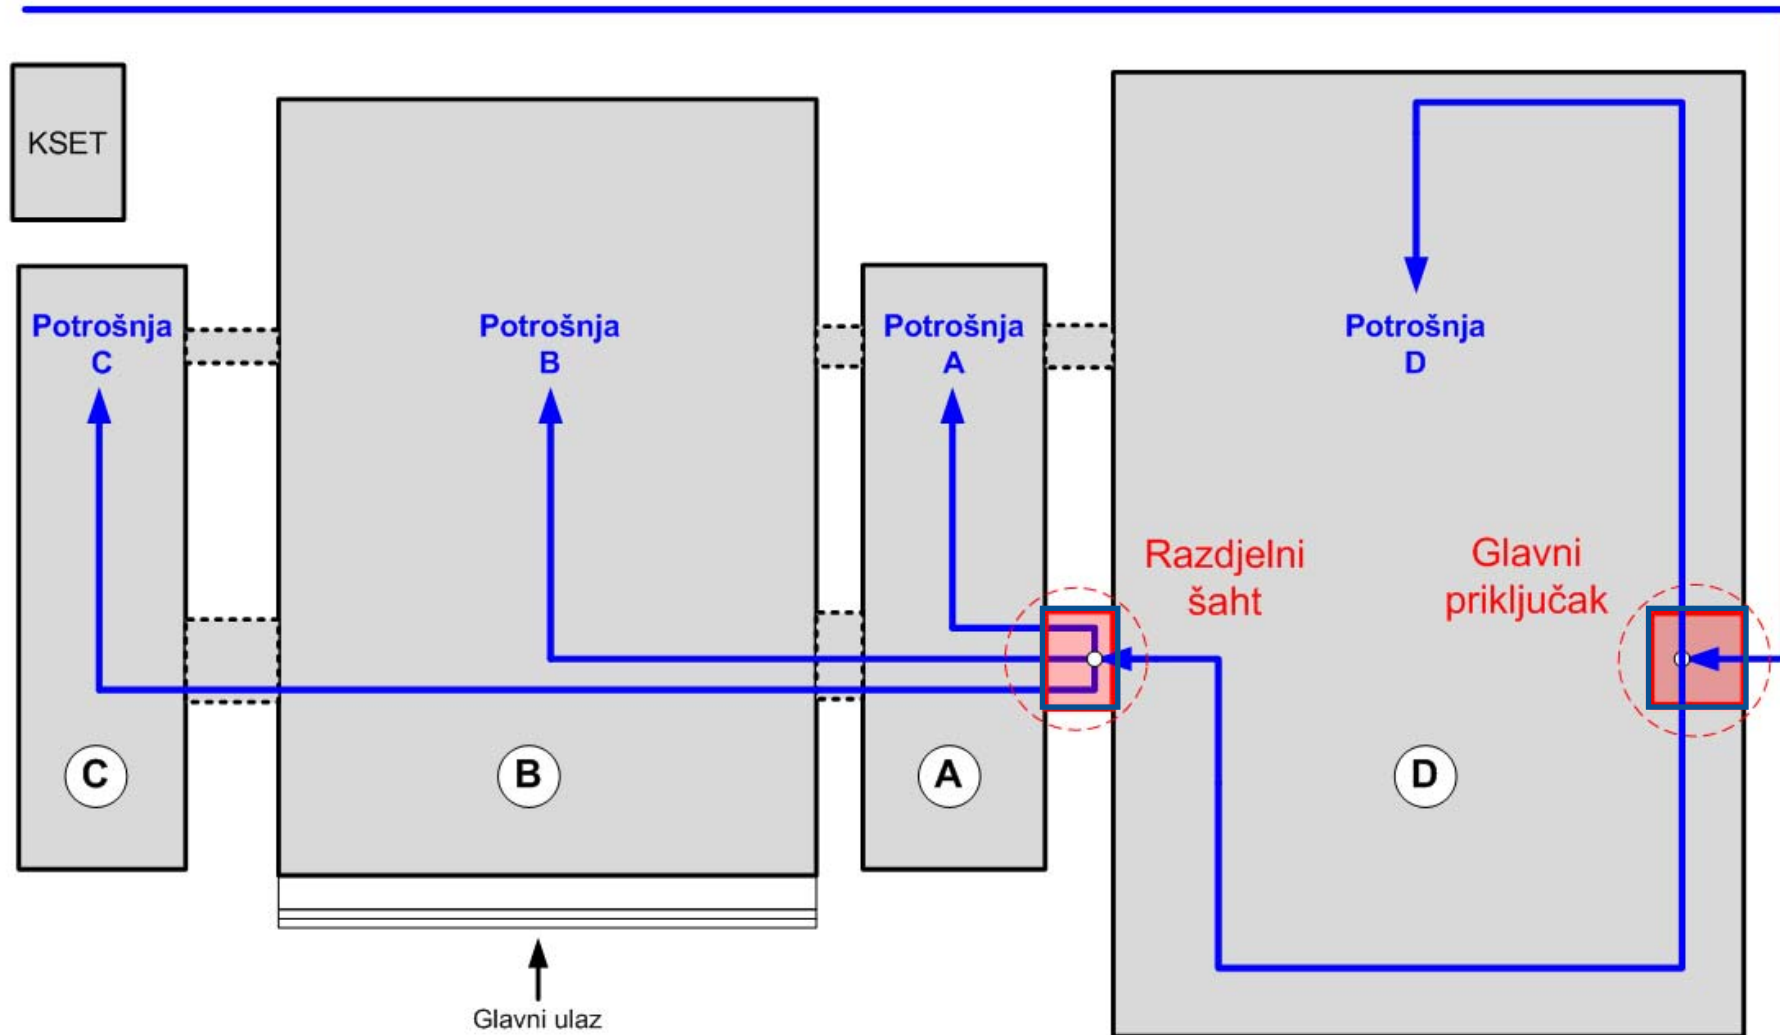 KSET
Potrošnja
C
Potrošnja
B
Potrošnja
A
Potrošnja
D
Razdjelni
šaht
Glavni
priključak
C
B
A
D
Glavni ulaz